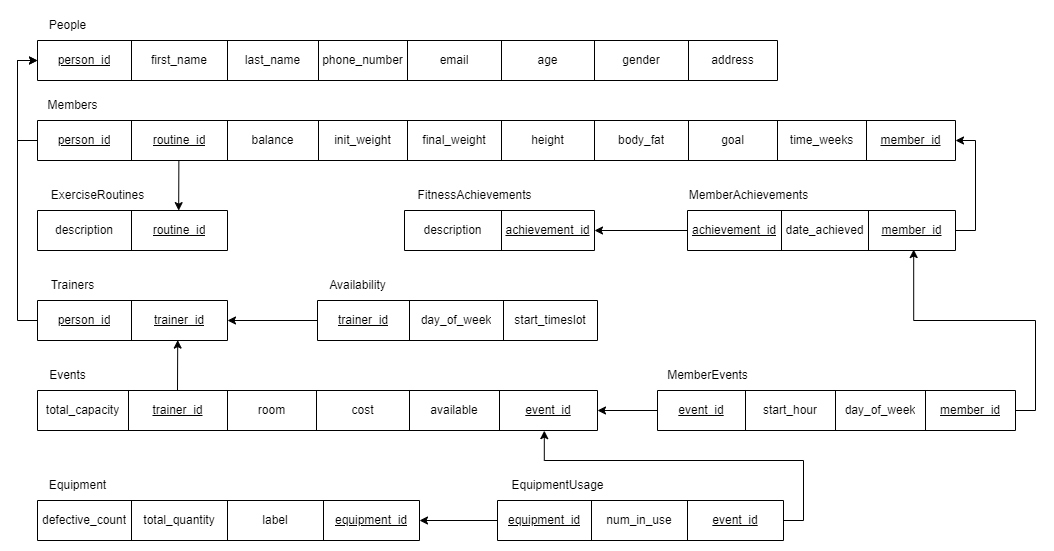 People
person_id first_name last_name phone_number email age gender address
Members
person_id routine_id balance init_weight final_weight height body_fat goal time_weeks member_id
ExerciseRoutines FitnessAchievements MemberAchievements
description routine_id description achievement_id achievement_id date_achieved member_id
Trainers Availability
person_id trainer_id trainer_id day_of_week start_timeslot
Events MemberEvents
total_capacity trainer_id room cost available event_id event_id start_hour day_of_week member_id
Equipment EquipmentUsage
defective_count total_quantity label equipment_id equipment_id num_in_use event_id